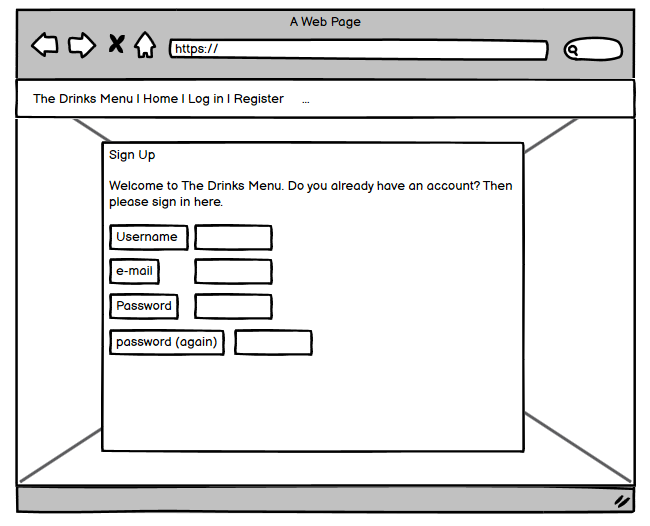 A Web Page
https://
The Drinks Menu | Home | Log in | Register ...
Sign Up
Welcome to The Drinks Menu. Do you already have an account? Then
please sign in here.
Username
e-mail
Password
password (again)